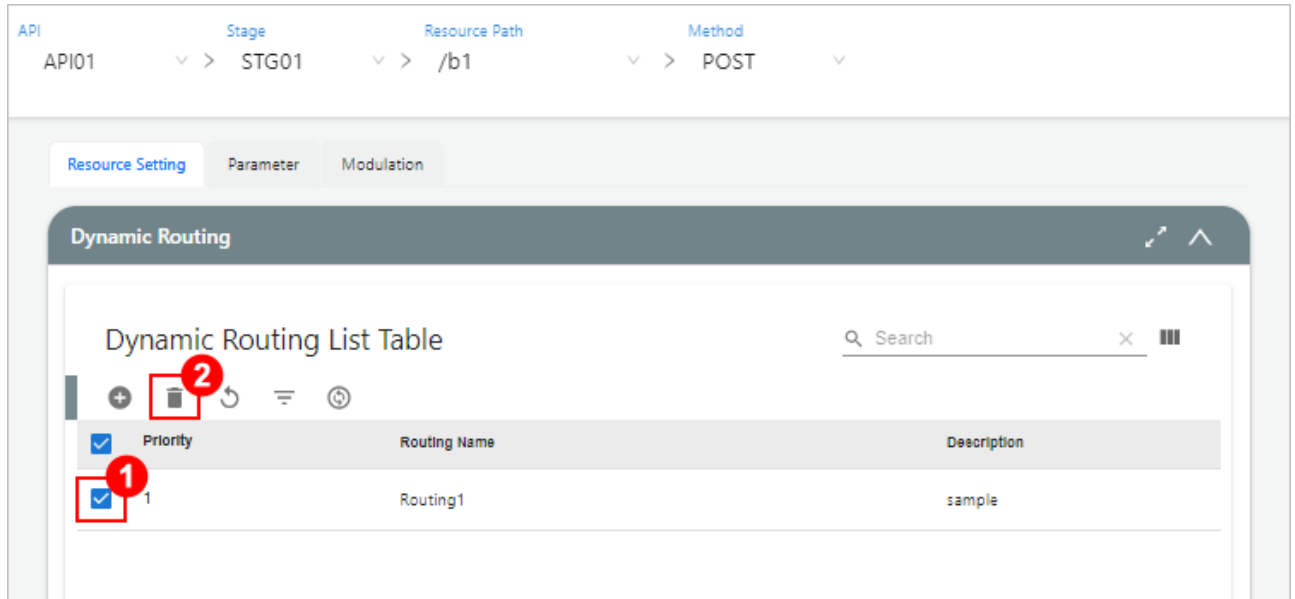 API Stage Resource Path Method
API01 > STG01 > /b1 > POST
Resource Setting Parameter Modulation
Dynamic Routing
Dynamic Routing List Table Search
2
Priority Routing Name Description
1
1 Routing1 sample